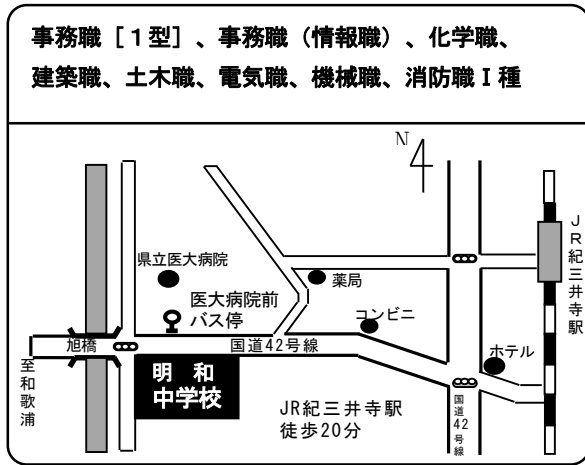 事務職［１型］、事務職（情報職）、化学職、
建築職、土木職、電気職、機械職、消防職Ⅰ種
N
県立医大病院
医大病院前
バス停
薬局
コンビニ
ホテル
JR紀三井寺駅
旭橋
国道42号線
至和歌浦
明和
中学校
JR紀三井寺駅
徒歩20分
国道42号線